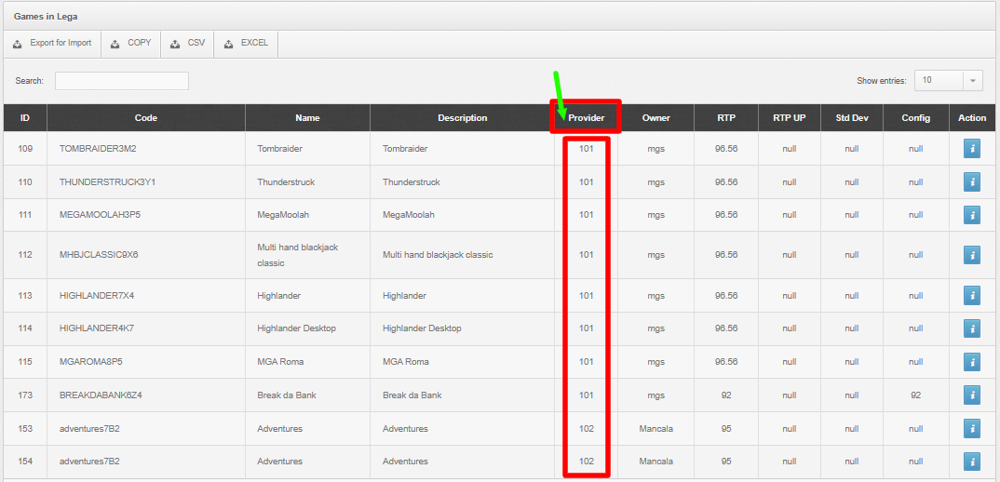 Games in Lega
Export for Import COPY CSV EXCEL
Search: Show entries: 10
ID Code Name Description Provider Owner RTP RTP UP Std Dev Config Action
109 TOMBRAIDER3M2 Tombraider Tombraider 101 mgs 96.56 null null null i
110 THUNDERSTRUCK3Y1 Thunderstruck Thunderstruck 101 mgs 96.56 null null null i
111 MEGAMOOLAH3P5 MegaMoolah MegaMoolah 101 mgs 96.56 null null null i
112 MHBJCLASSIC9X6 Multi hand blackjack Multi hand blackjack classic 101 mgs 96.56 null null null i
classic
113 HIGHLANDER7X4 Highlander Highlander 101 mgs 96.56 null null null i
114 HIGHLANDER4K7 Highlander Desktop Highlander Desktop 101 mgs 96.56 null null null i
115 MGAROMA8P5 MGA Roma MGA Roma 101 mgs 96.56 null null null i
173 BREAKDABANK6Z4 Break da Bank Break da Bank 101 mgs 92 null null 92 i
153 adventures7B2 Adventures Adventures 102 Mancala 95 null null null i
154 adventures7B2 Adventures Adventures 102 Mancala 95 null null null i